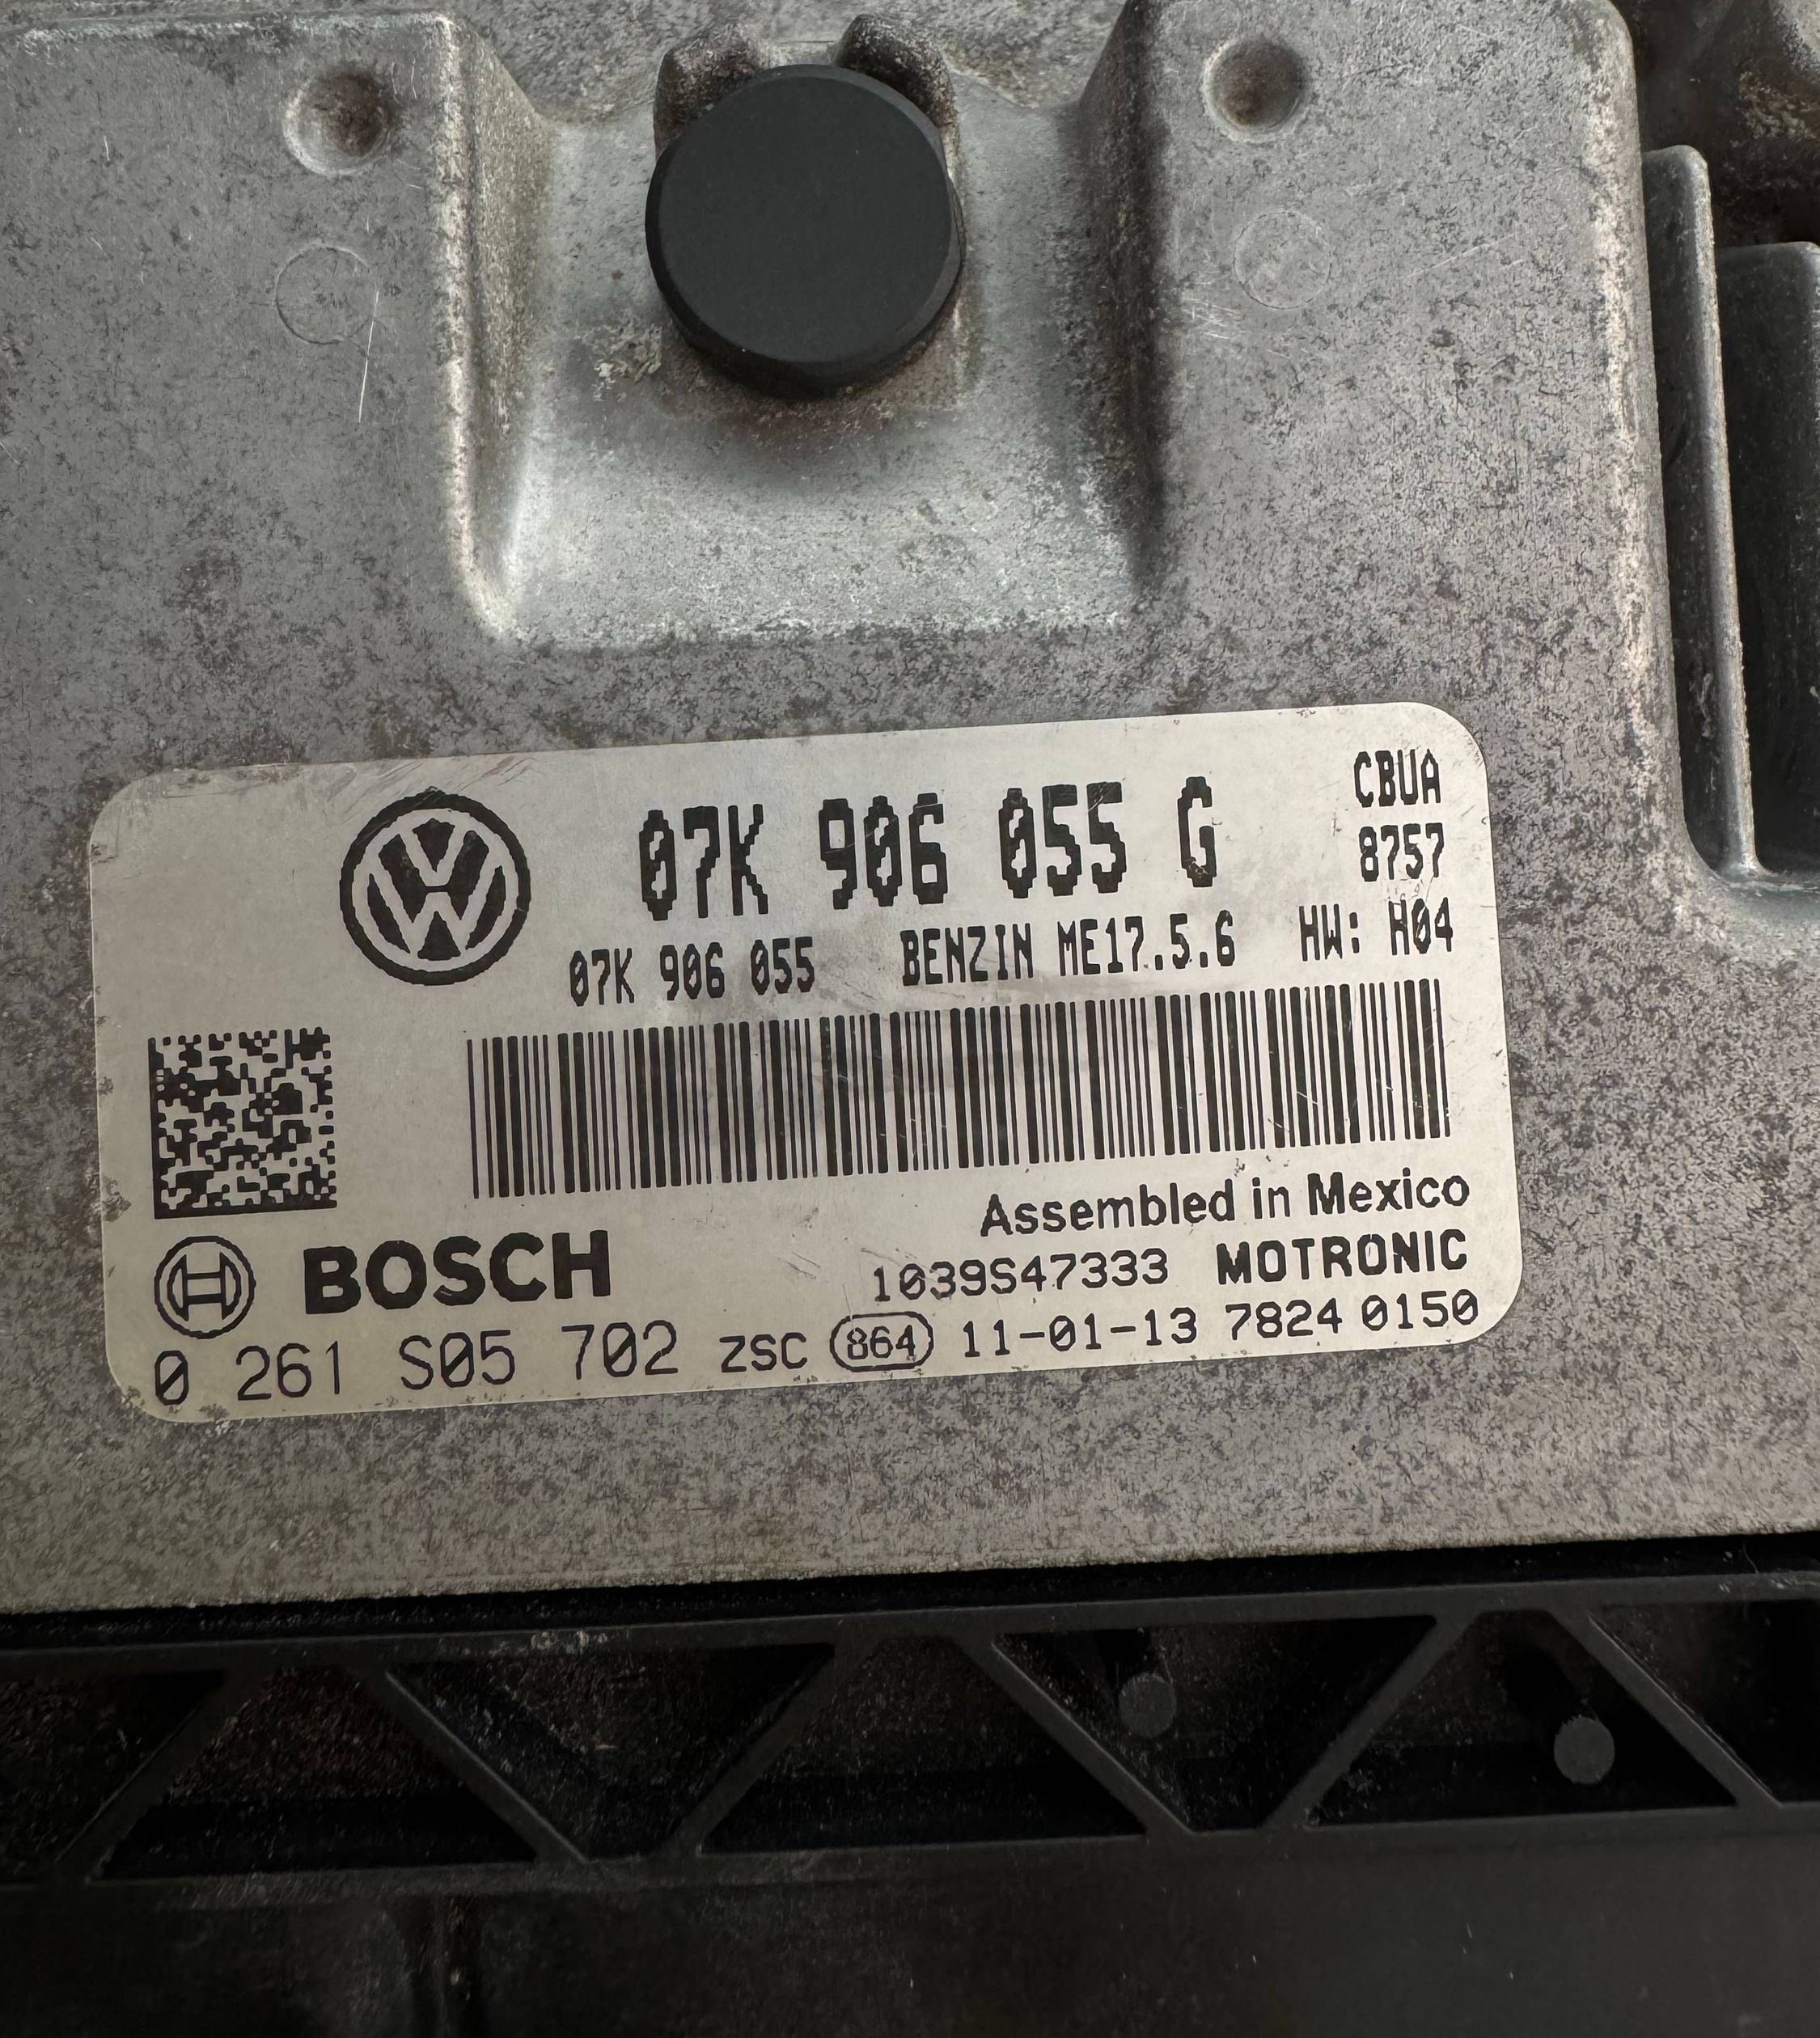 07K 906 055 G CBUA
8757
07K 906 055 BENZIN ME17.5.6 HW: H04
Assembled in Mexico
BOSCH 1039S47333 MOTRONIC
0 261 S05 702 ZSC 864 11-01-13 7824 0150